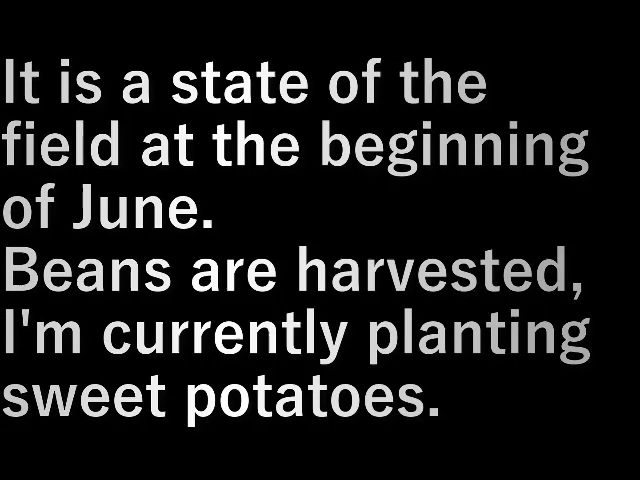 It is a state of the
field at the beginning
of June.
Beans are harvested,
I'm currently planting
sweet potatoes.